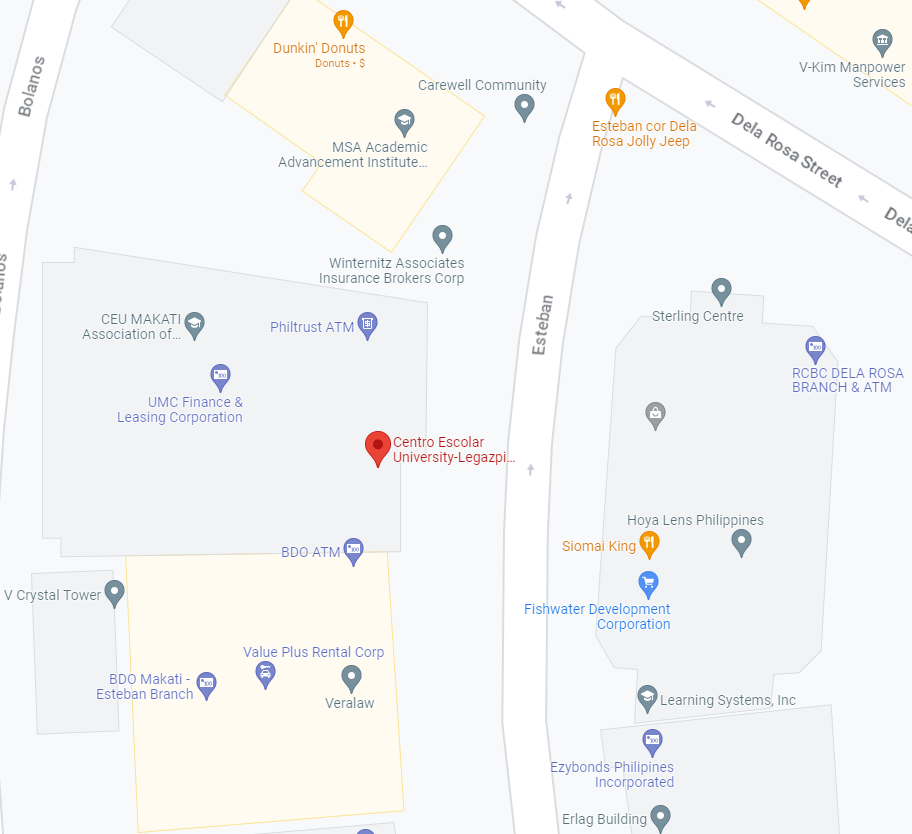 Dunkin' Donuts
Donuts • $
Bolanos
Carewell Community
V-Kim Manpower
Services
MSA Academic
Advancement Institute...
Esteban cor Dela
Rosa Jolly Jeep
Dela Rosa Street
Dela
Winternitz Associates
Insurance Brokers Corp
Bolanos
CEU MAKATI
Association of...
Philtrust ATM
Esteban
Sterling Centre
RCBC DELA ROSA
BRANCH & ATM
UMC Finance &
Leasing Corporation
Centro Escolar
University-Legazpi...
Hoya Lens Philippines
Siomai King
BDO ATM
V Crystal Tower
Fishwater Development
Corporation
Value Plus Rental Corp
BDO Makati -
Esteban Branch
Veralaw
Learning Systems, Inc
Ezybonds Philipines
Incorporated
Erlag Building